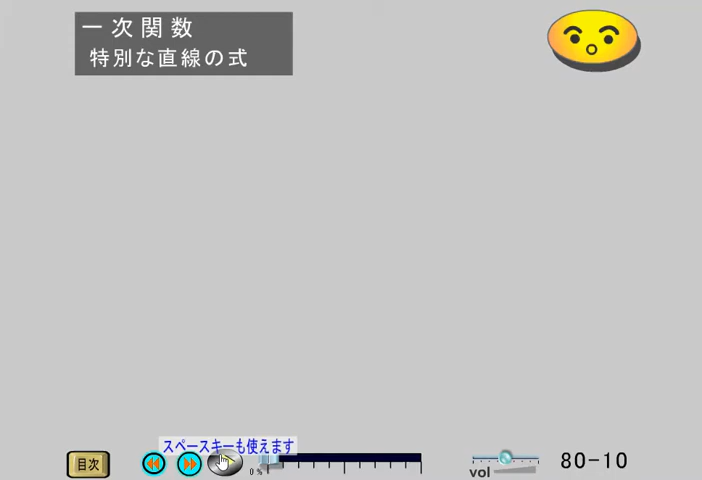 一次関数
特別な直線の式
スペースキーも使えます
目次
0 %
vol
80-10